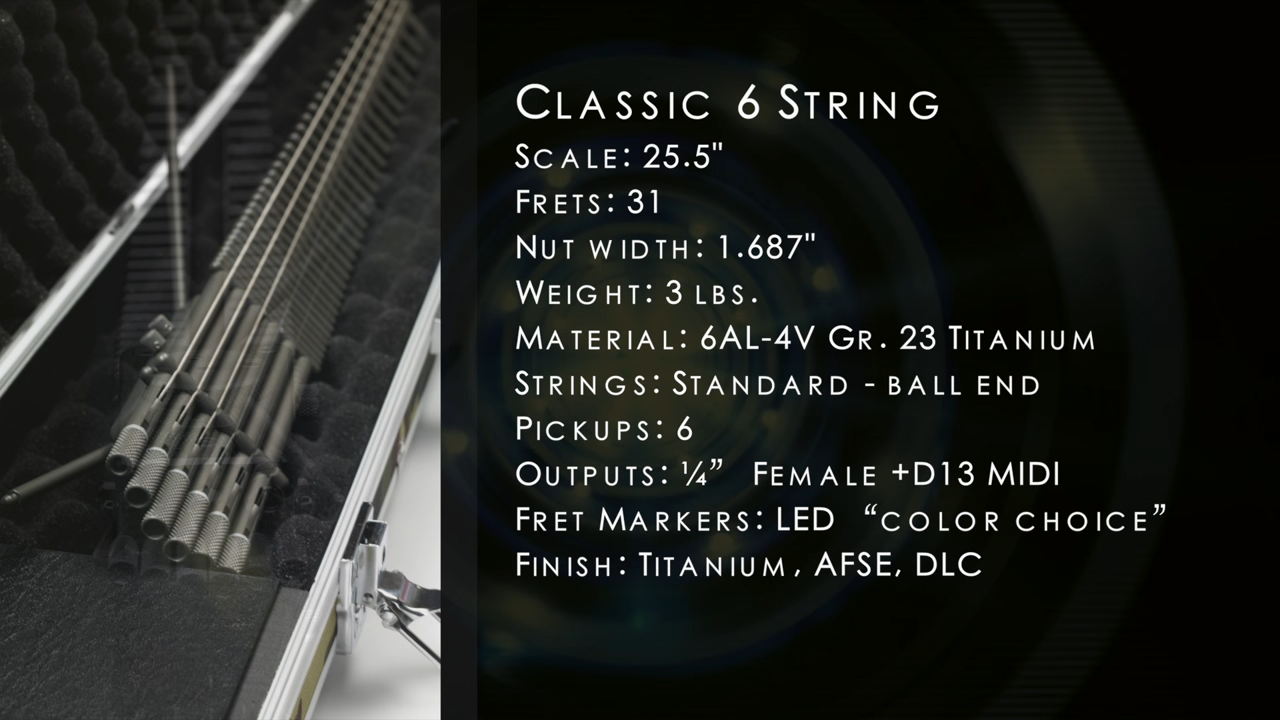 Classic 6 String
Scale: 25.5"
Frets: 31
Nut width: 1.687"
Weight: 3 lbs.
Material: 6AL-4V Gr. 23 Titanium
Strings: Standard - ball end
Pickups: 6
Outputs: ¼” Female +D13 MIDI
Fret Markers: LED “color choice”
Finish: Titanium, AFSE, DLC